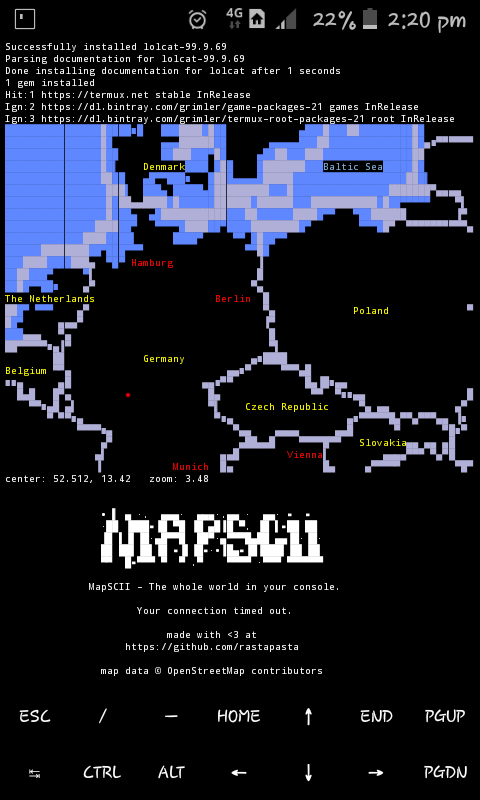 4G 22% 2:20 pm
Successfully installed lolcat-99.9.69
Parsing documentation for lolcat-99.9.69
Done installing documentation for lolcat after 1 seconds
1 gem installed
Hit:1 https://termux.net stable InRelease
Ign:2 https://dl.bintray.com/grimler/game-packages-21 games InRelease
Ign:3 https://dl.bintray.com/grimler/termux-root-packages-21 root InRelease
Denmark Baltic Sea
Hamburg
The Netherlands Berlin
Poland
Germany
Belgium
Czech Republic
Slovakia
Vienna
Munich
center: 52.512, 13.42 zoom: 3.48
MAPSCII
MapSCII - The whole world in your console.
Your connection timed out.
made with <3 at
https://github.com/rastapasta
map data © OpenStreetMap contributors
ESC / — HOME ↑ END PGUP
↹ CTRL ALT ← ↓ → PGDN